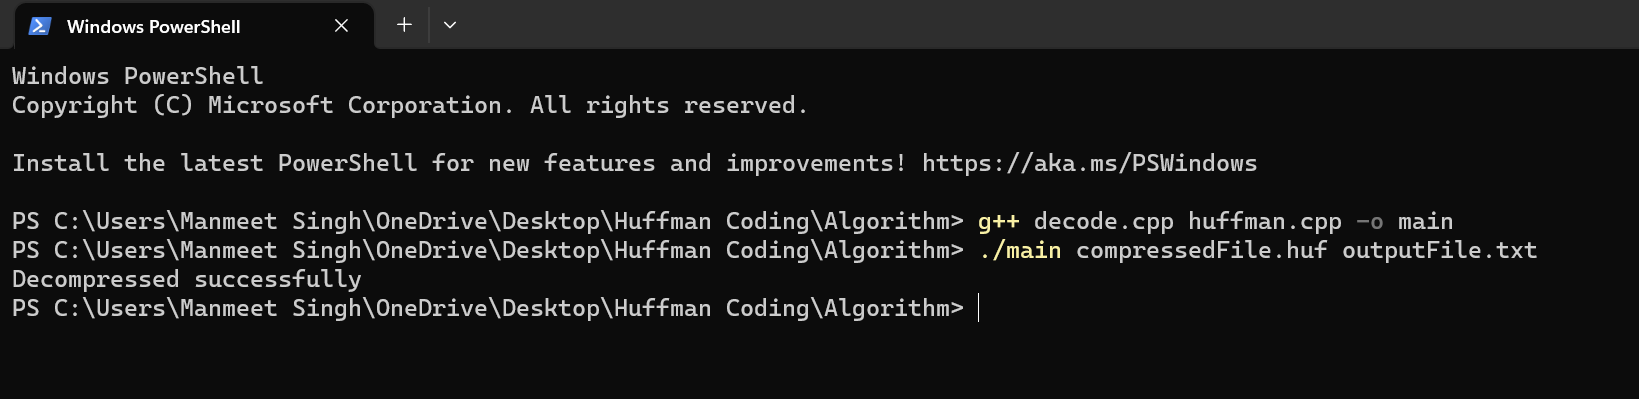 Windows PowerShell
Windows PowerShell
Copyright (C) Microsoft Corporation. All rights reserved.
Install the latest PowerShell for new features and improvements! https://aka.ms/PSWindows
PS C:\Users\Manmeet Singh\OneDrive\Desktop\Huffman Coding\Algorithm> g++ decode.cpp huffman.cpp -o main
PS C:\Users\Manmeet Singh\OneDrive\Desktop\Huffman Coding\Algorithm> ./main compressedFile.huf outputFile.txt
Decompressed successfully
PS C:\Users\Manmeet Singh\OneDrive\Desktop\Huffman Coding\Algorithm>